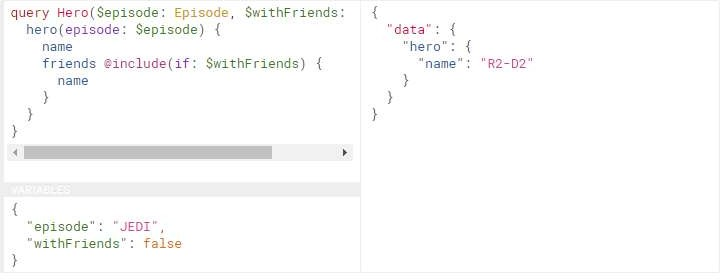 query Hero($episode: Episode, $withFriends:
  hero(episode: $episode) {
    name
    friends @include(if: $withFriends) {
      name
    }
  }
}
VARIABLES
{
  "episode": "JEDI",
  "withFriends": false
}
{
  "data": {
    "hero": {
      "name": "R2-D2"
    }
  }
}